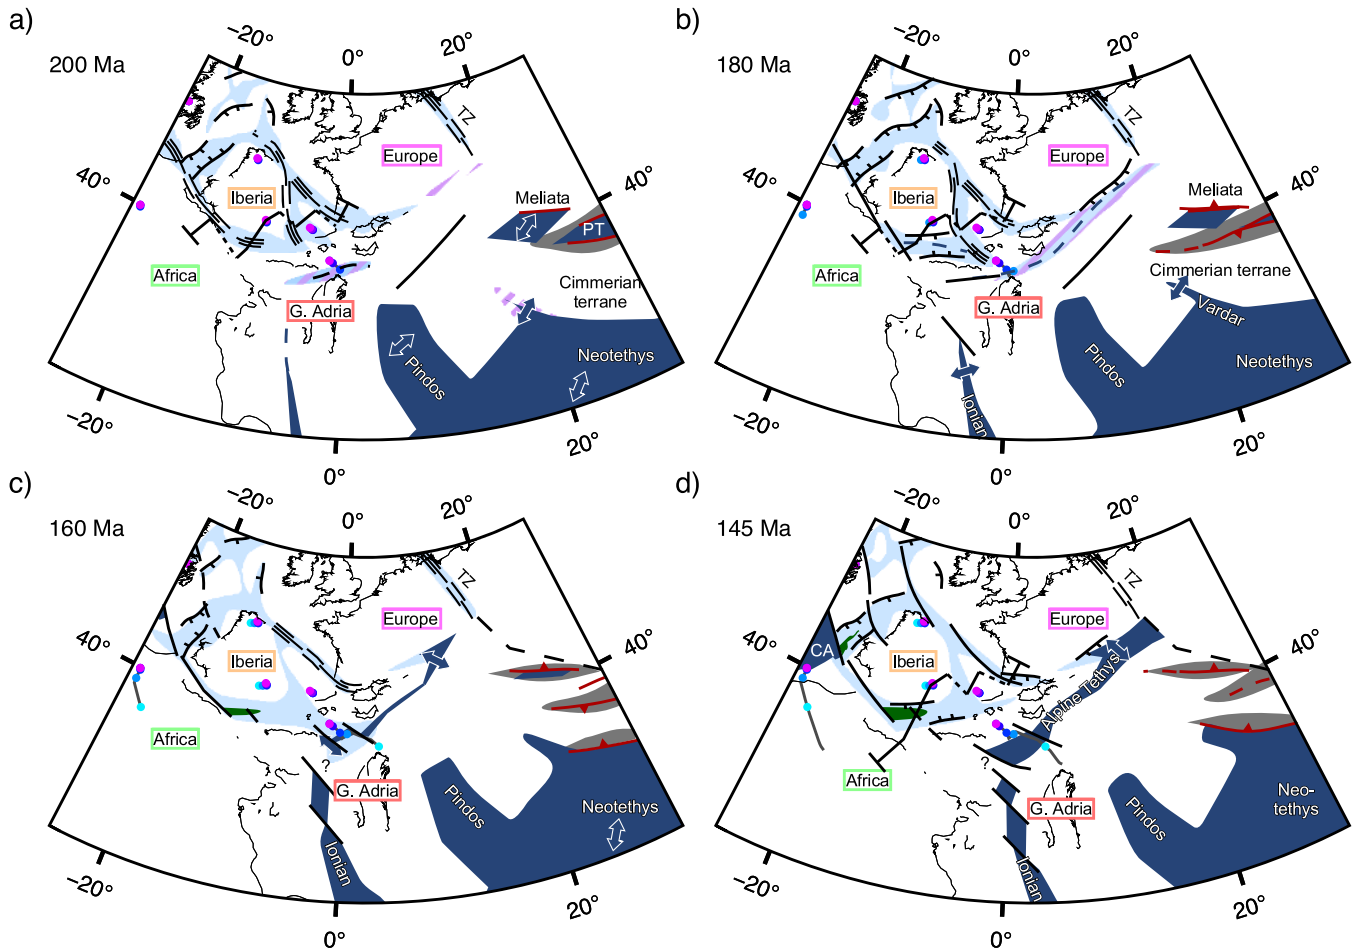 a)
200 Ma
−20°
0°
20°
TZ
Europe
40°
Iberia
Meliata
40°
PT
Africa
G. Adria
Cimmerian
terrane
Pindos
Neotethys
−20°
0°
20°
b)
180 Ma
−20°
0°
20°
TZ
Europe
40°
Iberia
Meliata
40°
Africa
G. Adria
Cimmerian terrane
Vardar
Pindos
Neotethys
Ionian
−20°
0°
20°
c)
160 Ma
−20°
0°
20°
TZ
Europe
40°
Iberia
40°
Africa
?
G. Adria
Pindos
Neotethys
Ionian
−20°
0°
20°
d)
145 Ma
−20°
0°
20°
TZ
Europe
40°
CA
Iberia
40°
Alpine Tethys
Africa
?
G. Adria
Pindos
Neo-
tethys
Ionian
−20°
0°
20°